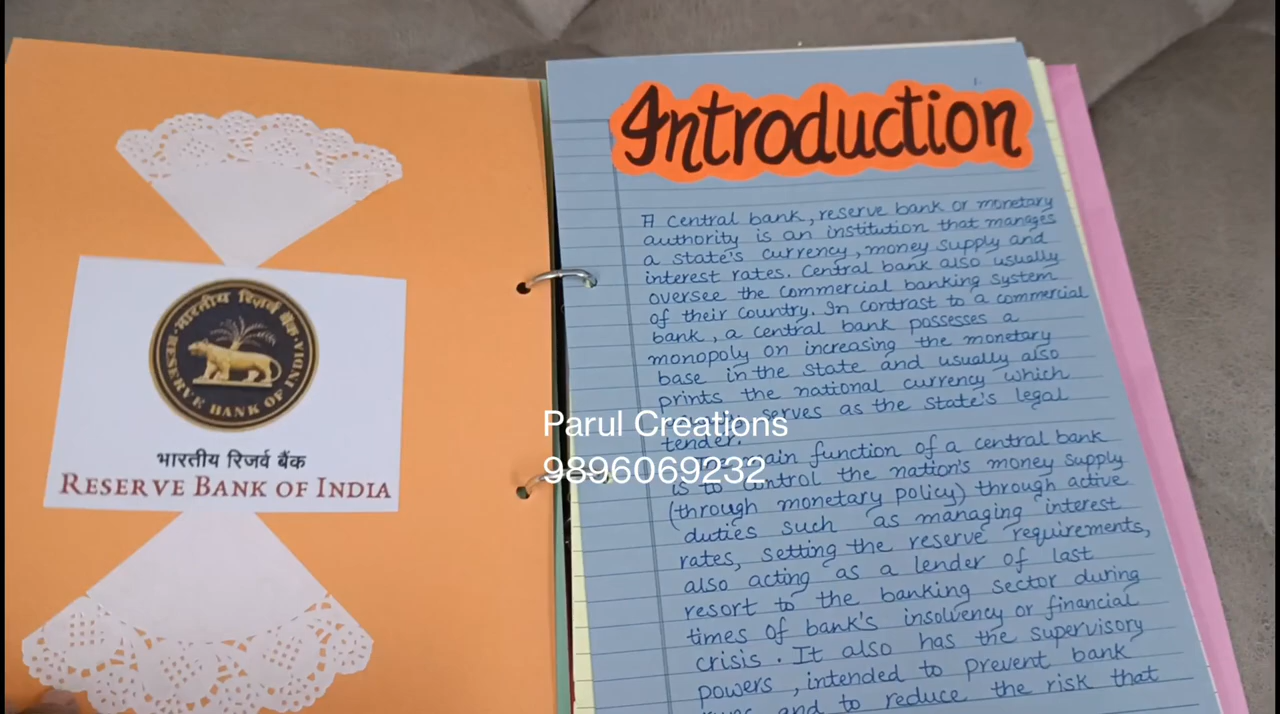 भारतीय रिज़र्व बैंक
RESERVE BANK OF INDIA
भारतीय रिजर्व बैंक
RESERVE BANK OF INDIA
Introduction
A Central bank, reserve bank or monetary
authority is an institution that manages
a state's currency, money supply and
interest rates. Central bank also usually
oversee the commercial banking system
of their country. In contrast to a commercial
bank, a central bank possesses a
monopoly on increasing the monetary
base in the state and usually also
prints the national currency which
serves as the state's legal
tender.
The main function of a central bank
is to control the nation's money supply
(through monetary policy) through active
duties such as managing interest
rates, setting the reserve requirements,
also acting as a lender of last
resort to the banking sector during
times of bank's insolvency or financial
crisis. It also has the supervisory
powers, intended to prevent bank
and to reduce the risk that
Parul Creations
9896069232